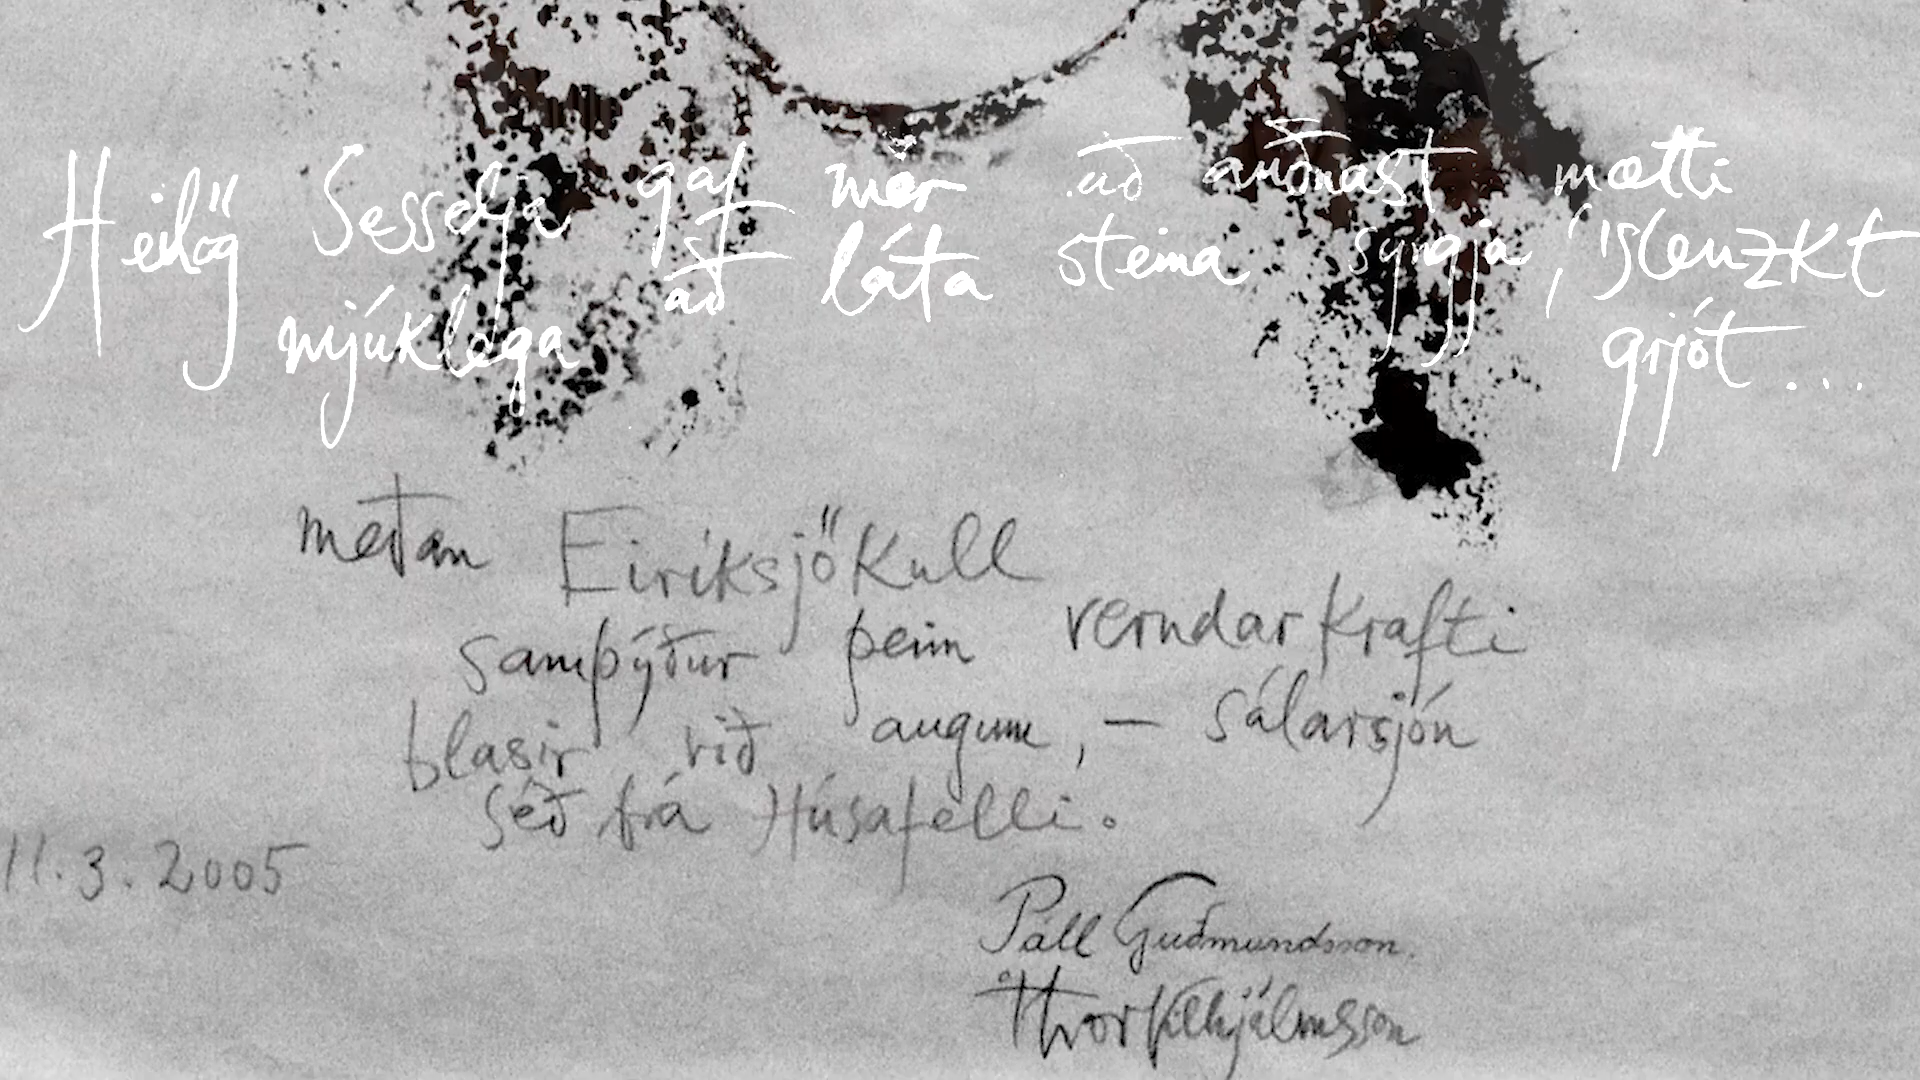 Heilög Sesselja gaf mér að auðnast mætti
mjúklega að láta steina syngja, íslenzkt
grjót...
meðan Eiríksjökull
samþýður þeim verndarkrafti
blasir við augum, – sálarsjón
séð frá Húsafelli.
11.3.2005
Páll Guðmundsson.
Thor Vilhjálmsson